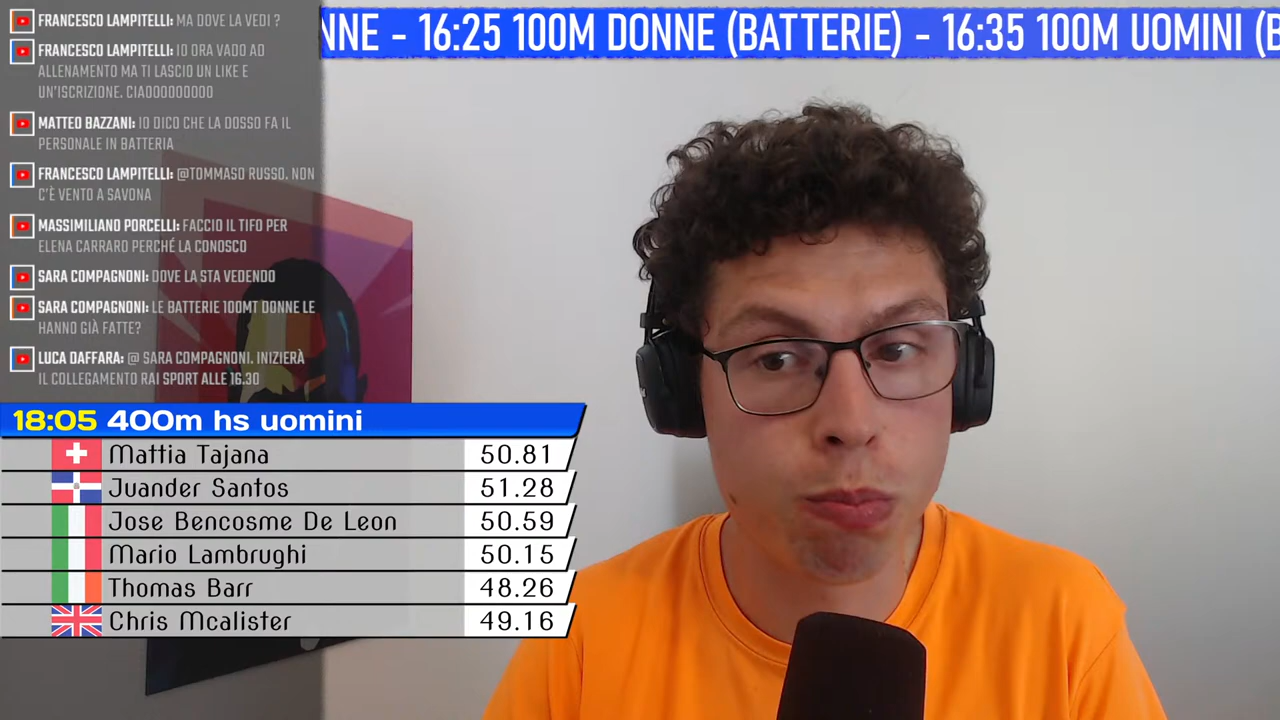 FRANCESCO LAMPITELLI: MA DOVE LA VEDI ?
FRANCESCO LAMPITELLI: IO ORA VADO AD
ALLENAMENTO MA TI LASCIO UN LIKE E
UN'ISCRIZIONE. CIAOOOOOOOOO
MATTEO BAZZANI: IO DICO CHE LA DOSSO FA IL
PERSONALE IN BATTERIA
FRANCESCO LAMPITELLI: @TOMMASO RUSSO. NON
C'È VENTO A SAVONA
MASSIMILIANO PORCELLI: FACCIO IL TIFO PER
ELENA CARRARO PERCHÉ LA CONOSCO
SARA COMPAGNONI: DOVE LA STA VEDENDO
SARA COMPAGNONI: LE BATTERIE 100MT DONNE LE
HANNO GIÀ FATTE?
LUCA DAFFARA: @ SARA COMPAGNONI. INIZIERÀ
IL COLLEGAMENTO RAI SPORT ALLE 16.30
NNE - 16:25 100M DONNE (BATTERIE) - 16:35 100M UOMINI (B
18:05 400m hs uomini
Mattia Tajana 50.81
Juander Santos 51.28
Jose Bencosme De Leon 50.59
Mario Lambrughi 50.15
Thomas Barr 48.26
Chris Mcalister 49.16